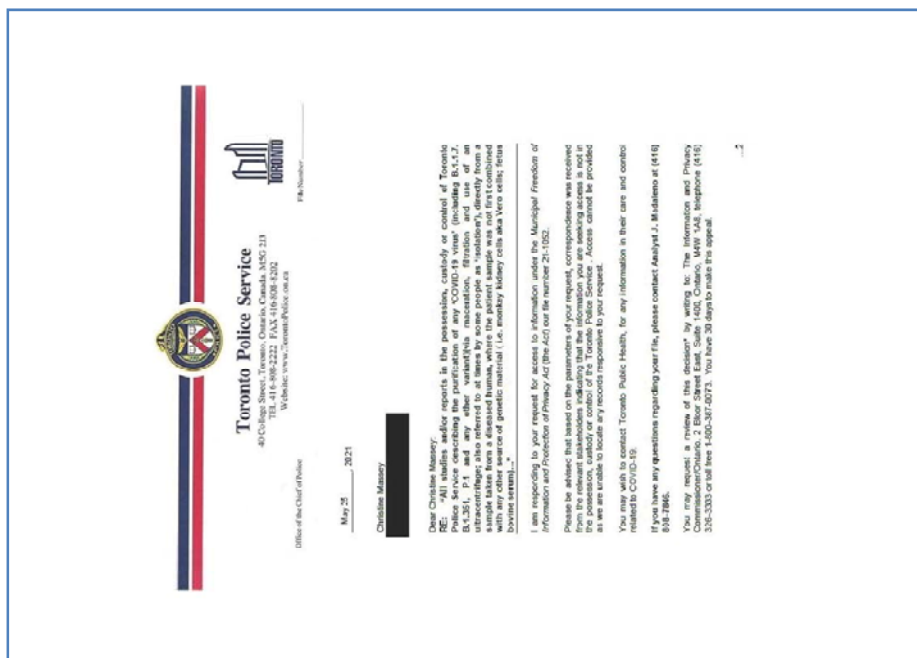 Toronto Police Service
40 College Street, Toronto, Ontario, Canada. M5G 2J3
TEL 416-808-2222 FAX 416-808-8202
Website: www.TorontoPolice.on.ca
TORONTO
Office of the Chief of Police
File Number
May 25 2021
Christine Massey
Dear Christine Massey:
RE: "All studies and/or reports in the possession, custody or control of Toronto
Police Service describing the purification of any "COVID-19 virus" (including B.1.1.7.
B.1.351, P.1 and any other variant)(via maceration, filtration and use of an
ultracentrifuge; also referred to at times by some people as "isolation"), directly from a
sample taken from a diseased human, where the patient sample was not first combined
with any other source of genetic material (i.e. monkey kidney cells aka Vero cells; fetus
bovine serum)..."
I am responding to your request for access to information under the Municipal Freedom of
Information and Protection of Privacy Act (the Act) our file number 21-1052.
Please be advised that based on the parameters of your request, correspondence was received
from the relevant stakeholders indicating that the information you are seeking access is not in
the possession, custody or control of the Toronto Police Service - Access cannot be provided
as we are unable to locate any records responsive to your request.
You may wish to contact Toronto Public Health, for any information in their care and control
related to COVID-19.
If you have any questions regarding your file, please contact Analyst J. Madaleno at (416)
808-7846.
You may request a review of this decision* by writing to: The Information and Privacy
Commissioner/Ontario, 2 Bloor Street East, Suite 1400, Ontario, M4W 1A8, telephone (416)
326-3333 or toll free 1-800-387-0073. You have 30 days to make this appeal.
...2